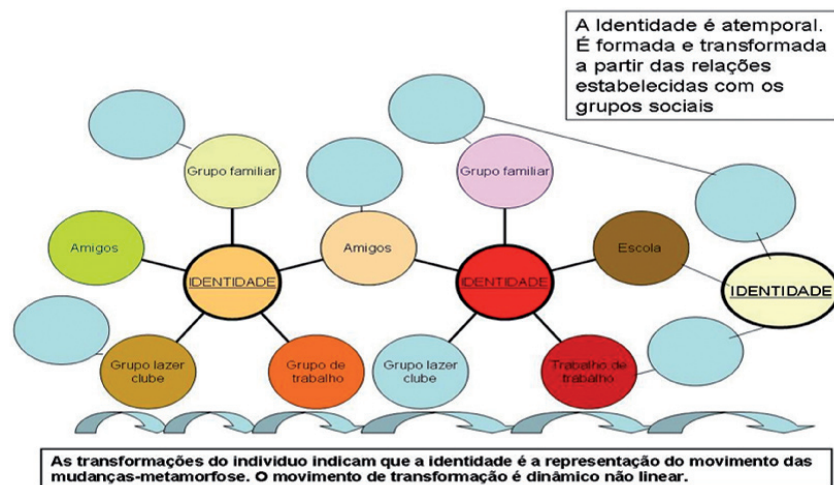 A Identidade é atemporal.
É formada e transformada
a partir das relações
estabelecidas com os
grupos sociais
Grupo familiar
Grupo familiar
Amigos
Amigos
Escola
IDENTIDADE
IDENTIDADE
IDENTIDADE
Grupo lazer
clube
Grupo de
trabalho
Grupo lazer
clube
Trabalho de
trabalho
As transformações do individuo indicam que a identidade é a representação do movimento das
mudanças-metamorfose. O movimento de transformação é dinâmico não linear.